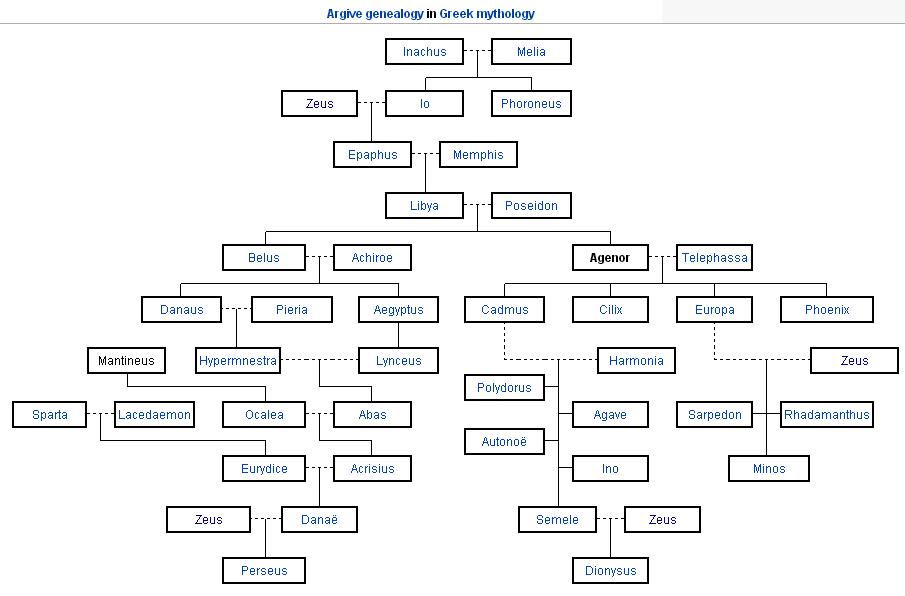 Argive genealogy in Greek mythology
Inachus Melia
Zeus Io Phoroneus
Epaphus Memphis
Libya Poseidon
Belus Achiroe Agenor Telephassa
Danaus Pieria Aegyptus Cadmus Cilix Europa Phoenix
Mantineus Hypermnestra Lynceus Harmonia Zeus
Polydorus
Sparta Lacedaemon Ocalea Abas Agave Sarpedon Rhadamanthus
Autonoë
Eurydice Acrisius Ino Minos
Zeus Danaë Semele Zeus
Perseus Dionysus